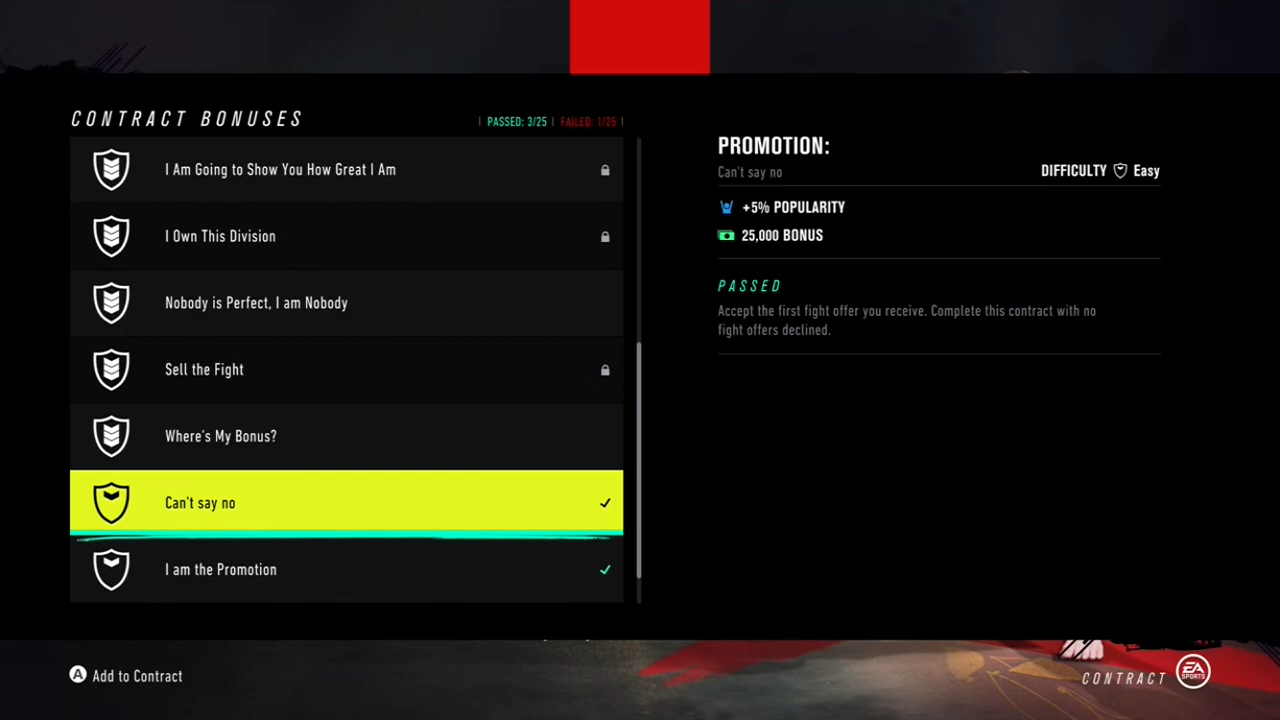 CONTRACT BONUSES
| PASSED: 3/25 | FAILED: 1/25 |
I Am Going to Show You How Great I Am
I Own This Division
Nobody is Perfect, I am Nobody
Sell the Fight
Where's My Bonus?
Can't say no
I am the Promotion
PROMOTION:
Can't say no
DIFFICULTY Easy
+5% POPULARITY
25,000 BONUS
PASSED
Accept the first fight offer you receive. Complete this contract with no
fight offers declined.
A Add to Contract
CONTRACT
EA
SPORTS